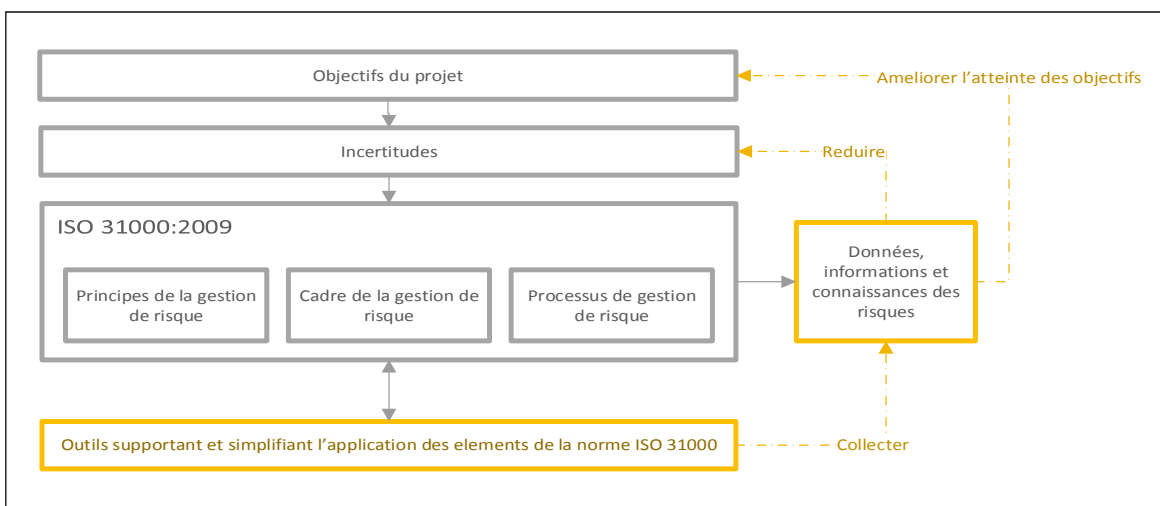 Objectifs du projet
Ameliorer l'atteinte des objectifs
Incertitudes
Reduire
ISO 31000:2009
Principes de la gestion
de risque
Cadre de la gestion de
risque
Processus de gestion
de risque
Données,
informations et
connaissances des
risques
Outils supportant et simplifiant l'application des elements de la norme ISO 31000
Collecter